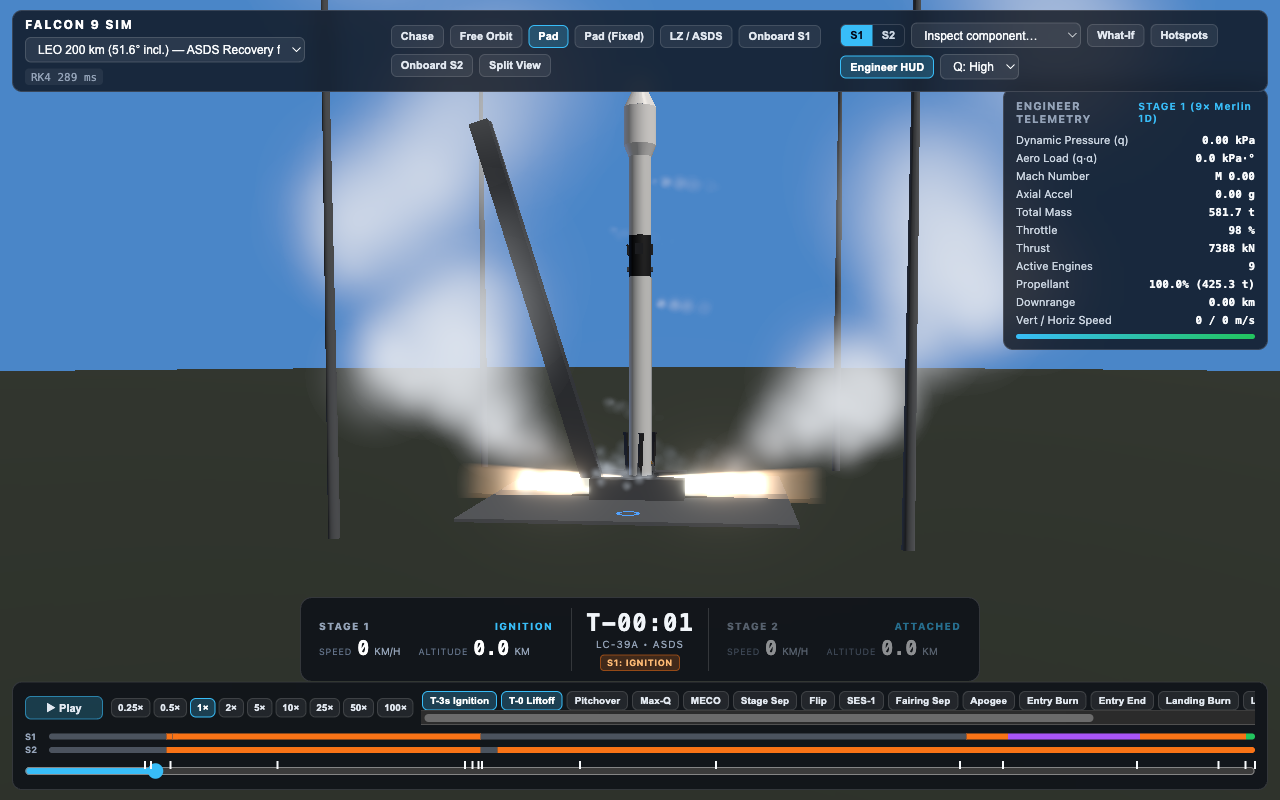 FALCON 9 SIM
LEO 200 km (51.6° incl.) — ASDS Recovery f
RK4 289 ms
Chase
Free Orbit
Pad
Pad (Fixed)
LZ / ASDS
Onboard S1
Onboard S2
Split View
S1
S2
Inspect component…
What-If
Hotspots
Engineer HUD
Q: High
ENGINEER TELEMETRY
STAGE 1 (9× Merlin 1D)
Dynamic Pressure (q) 0.00 kPa
Aero Load (q·α) 0.0 kPa·°
Mach Number M 0.00
Axial Accel 0.00 g
Total Mass 581.7 t
Throttle 98 %
Thrust 7388 kN
Active Engines 9
Propellant 100.0% (425.3 t)
Downrange 0.00 km
Vert / Horiz Speed 0 / 0 m/s
STAGE 1 IGNITION
SPEED 0 KM/H ALTITUDE 0.0 KM
T−00:01
LC-39A • ASDS
S1: IGNITION
STAGE 2 ATTACHED
SPEED 0 KM/H ALTITUDE 0.0 KM
▶ Play
0.25×
0.5×
1×
2×
5×
10×
25×
50×
100×
T-3s Ignition
T-0 Liftoff
Pitchover
Max-Q
MECO
Stage Sep
Flip
SES-1
Fairing Sep
Apogee
Entry Burn
Entry End
Landing Burn
S1
S2